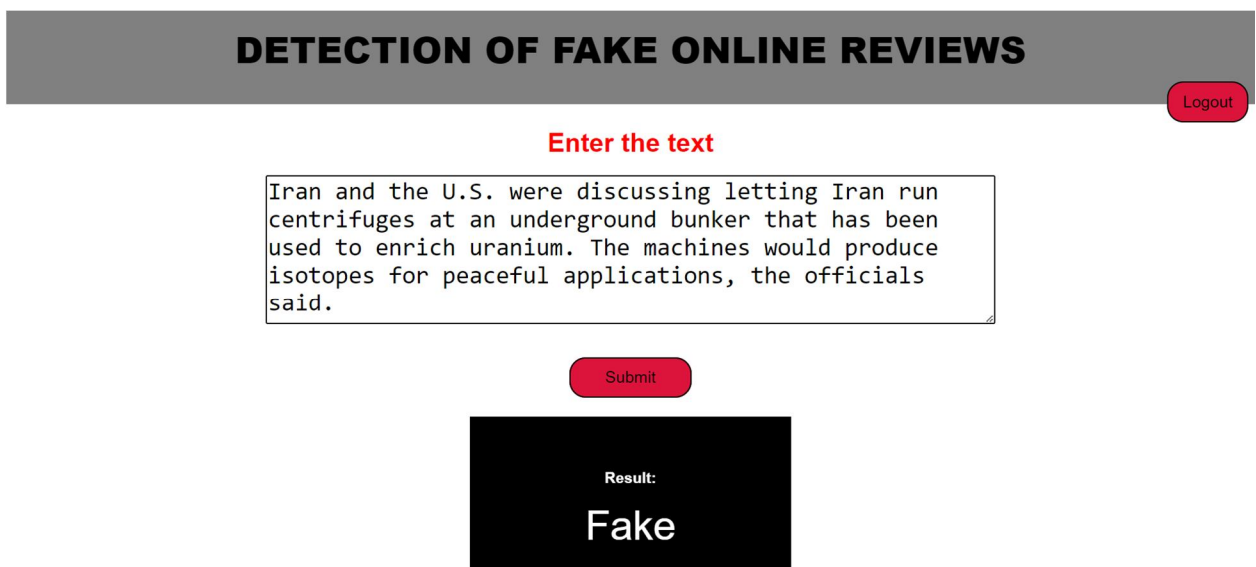 DETECTION OF FAKE ONLINE REVIEWS
Logout
Enter the text
Iran and the U.S. were discussing letting Iran run
centrifuges at an underground bunker that has been
used to enrich uranium. The machines would produce
isotopes for peaceful applications, the officials
said.
Submit
Result:
Fake